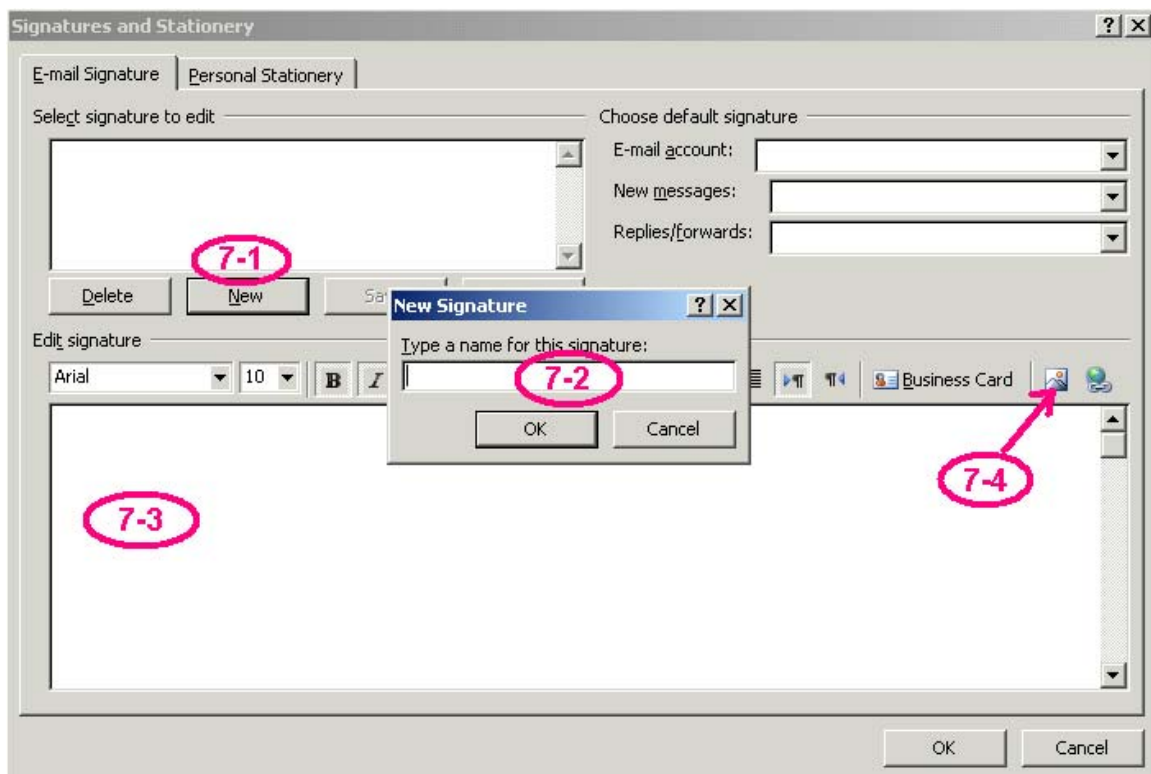 Signatures and Stationery
E-mail Signature Personal Stationery
Select signature to edit
Choose default signature
E-mail account:
New messages:
Replies/forwards:
7-1
Delete New
New Signature
Type a name for this signature:
7-2
OK Cancel
Edit signature
Arial 10 B I Business Card
7-3
7-4
OK Cancel